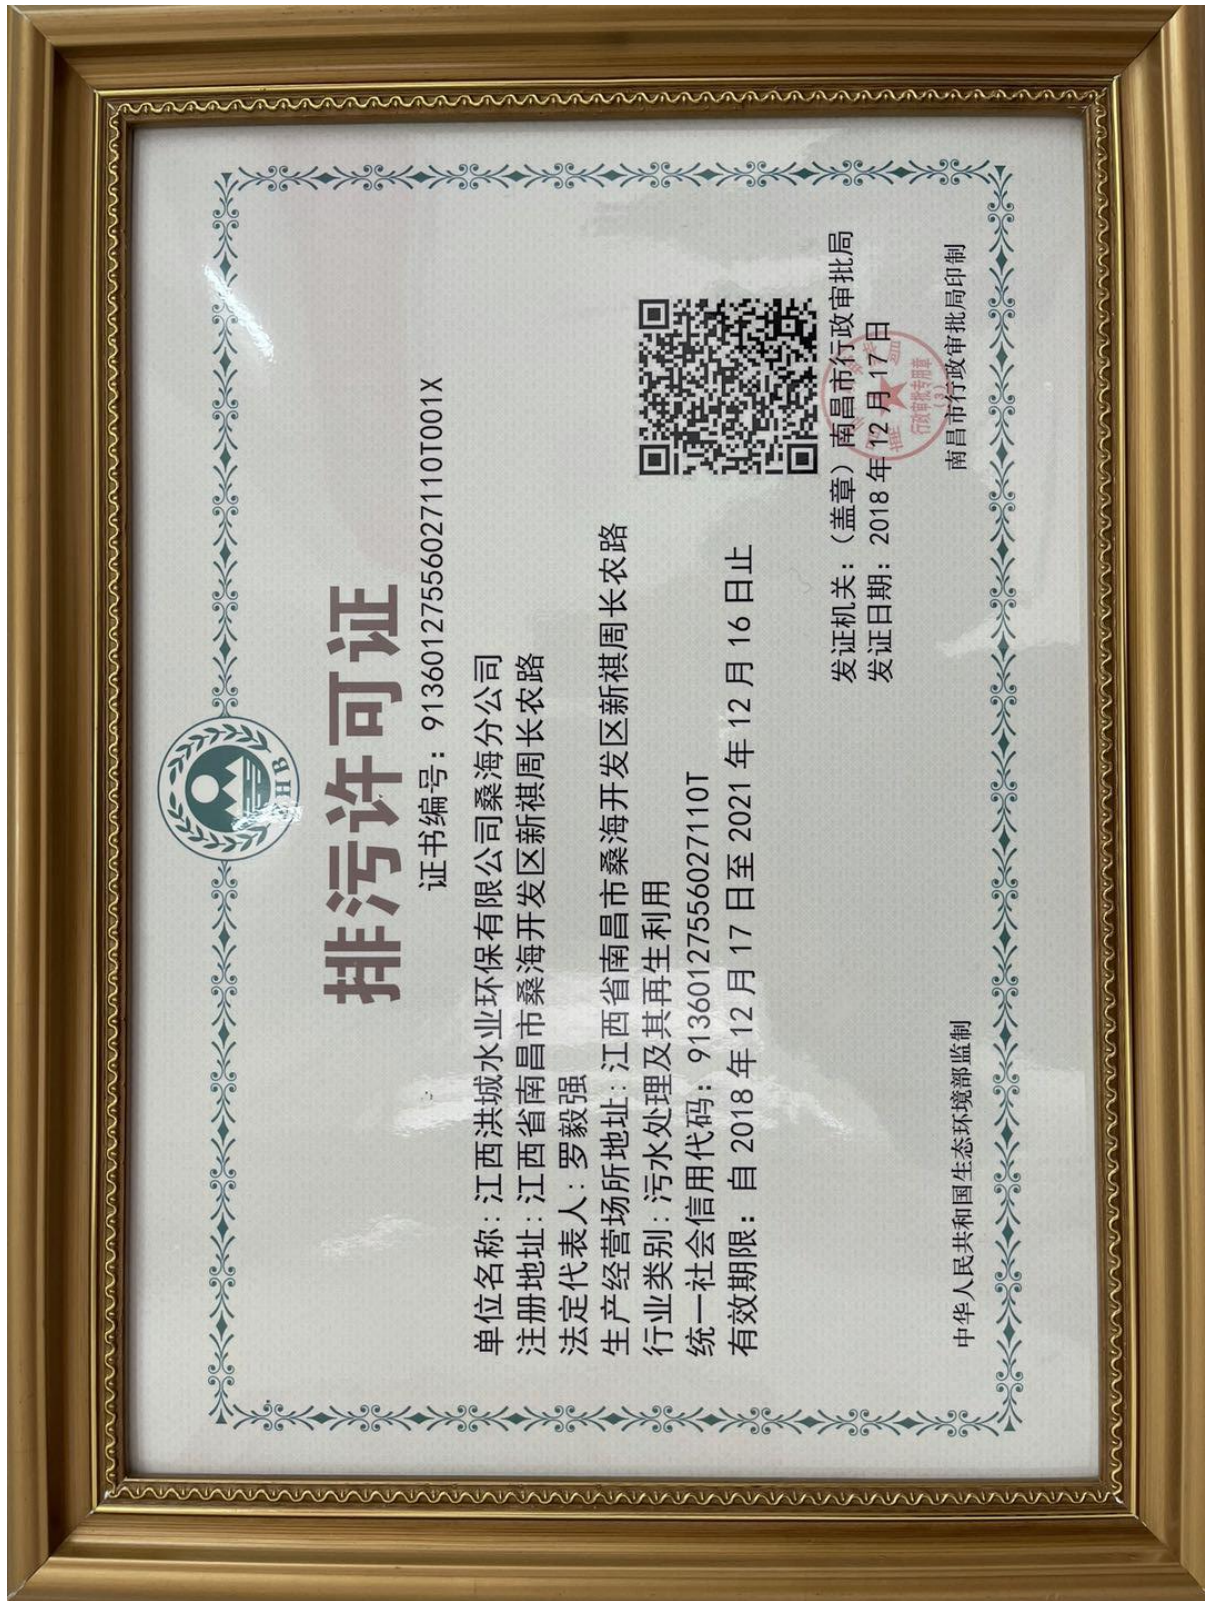 HB
排污许可证
证书编号：91360127556027110T001X
单位名称：江西洪城水业环保有限公司桑海分公司
注册地址：江西省南昌市桑海开发区新祺周长农路
法定代表人：罗毅强
生产经营场所地址：江西省南昌市桑海开发区新祺周长农路
行业类别：污水处理及其再生利用
统一社会信用代码：91360127556027110T
有效期限：自 2018 年 12 月 17 日至 2021 年 12 月 16 日止
发证机关：（盖章）南昌市行政审批局
发证日期：2018 年 12 月 17 日
行政审批专用章
（3）
中华人民共和国生态环境部监制
南昌市行政审批局印制